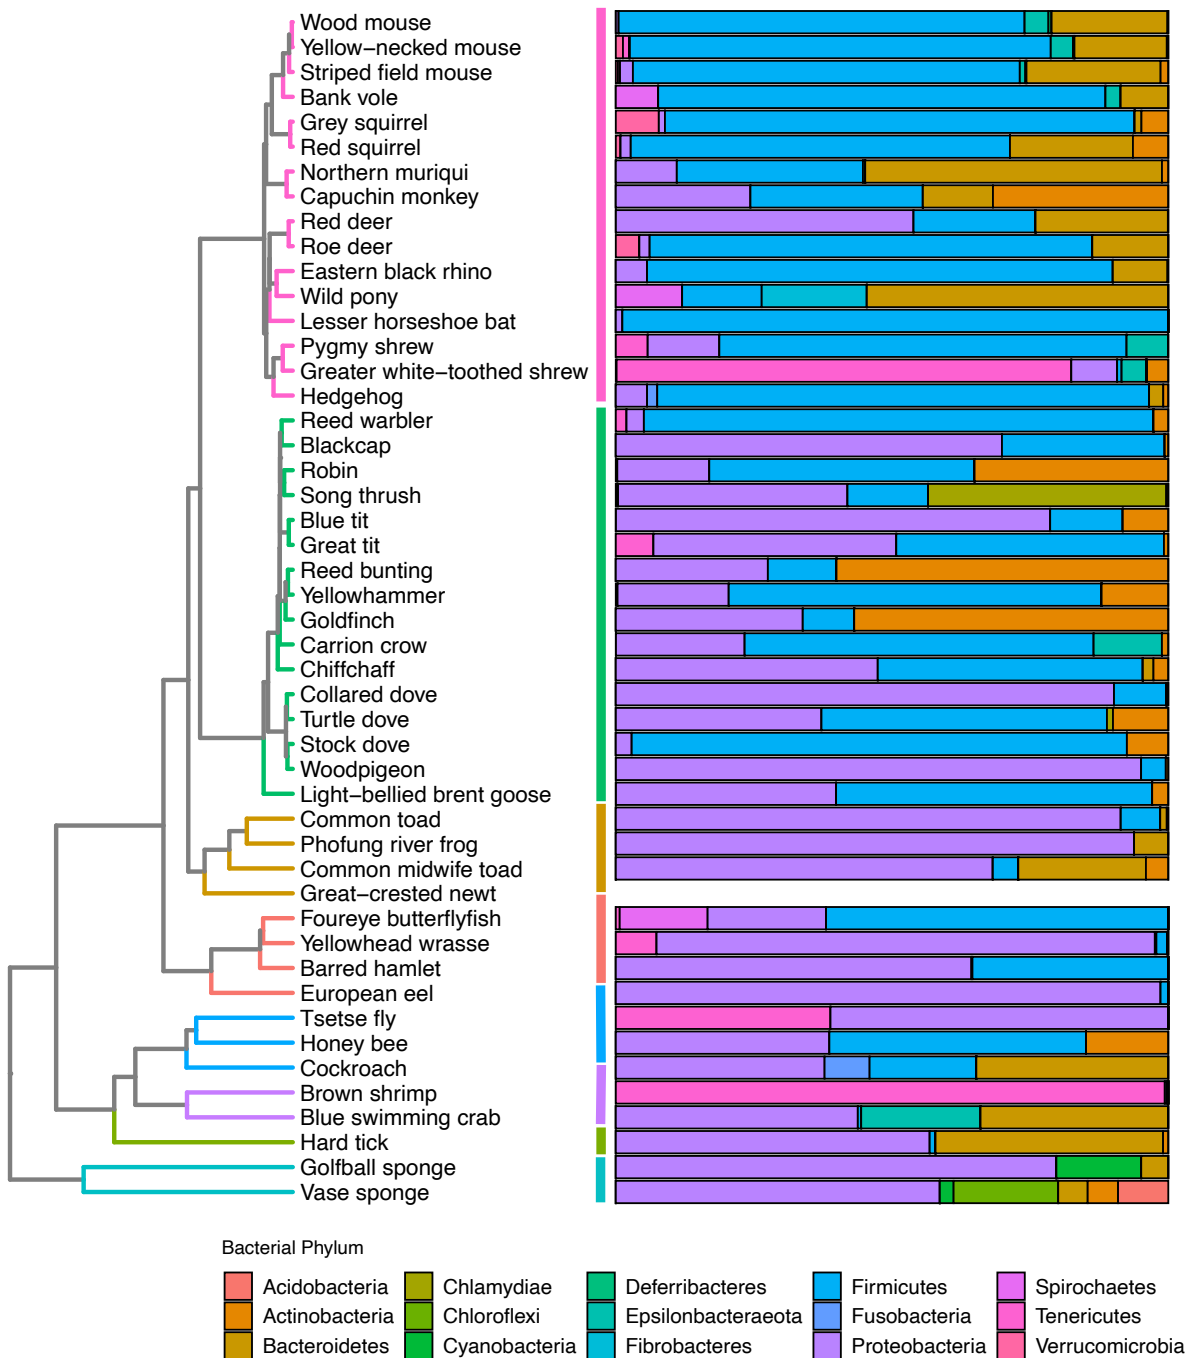 Wood mouse
Yellow−necked mouse
Striped field mouse
Bank vole
Grey squirrel
Red squirrel
Northern muriqui
Capuchin monkey
Red deer
Roe deer
Eastern black rhino
Wild pony
Lesser horseshoe bat
Pygmy shrew
Greater white−toothed shrew
Hedgehog
Reed warbler
Blackcap
Robin
Song thrush
Blue tit
Great tit
Reed bunting
Yellowhammer
Goldfinch
Carrion crow
Chiffchaff
Collared dove
Turtle dove
Stock dove
Woodpigeon
Light−bellied brent goose
Common toad
Phofung river frog
Common midwife toad
Great−crested newt
Foureye butterflyfish
Yellowhead wrasse
Barred hamlet
European eel
Tsetse fly
Honey bee
Cockroach
Brown shrimp
Blue swimming crab
Hard tick
Golfball sponge
Vase sponge
Bacterial Phylum
Acidobacteria Chlamydiae Deferribacteres Firmicutes Spirochaetes
Actinobacteria Chloroflexi Epsilonbacteraeota Fusobacteria Tenericutes
Bacteroidetes Cyanobacteria Fibrobacteres Proteobacteria Verrucomicrobia